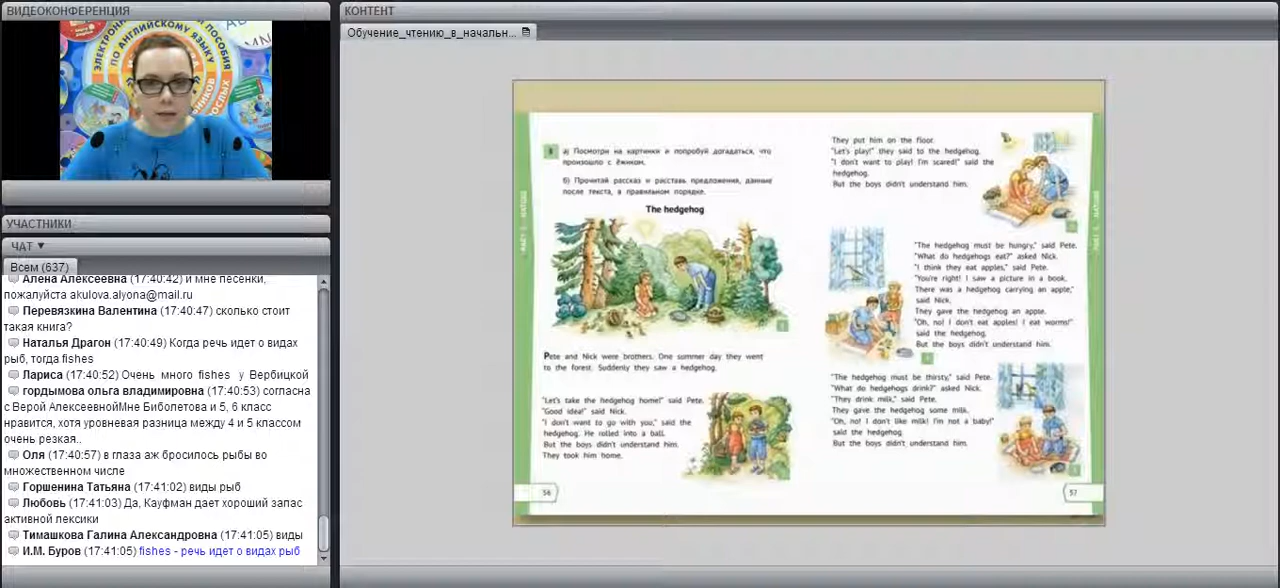 ВИДЕОКОНФЕРЕНЦИЯ
ЭЛЕКТРОНН
ПОСОБИЯ
ПО АНГЛИЙСКОМУ ЯЗЫКУ
УЧАСТНИКИ
ЧАТ ▼
Всем (637)
Алена Алексеевна (17:40:42) и мне песенки,
пожалуйста akulova.alyona@mail.ru
Перевязкина Валентина (17:40:47) сколько стоит
такая книга?
Наталья Драгон (17:40:49) Когда речь идет о видах
рыб, тогда fishes
Лариса (17:40:52) Очень много fishes у Вербицкой
гордымова ольга владимировна (17:40:53) согласна
с Верой АлексеевнойМне Биболетова и 5, 6 класс
нравится, хотя уровневая разница между 4 и 5 классом
очень резкая..
Оля (17:40:57) в глаза аж бросилось рыбы во
множественном числе
Горшенина Татьяна (17:41:02) виды рыб
Любовь (17:41:03) Да, Кауфман дает хороший запас
активной лексики
Тимашкова Галина Александровна (17:41:05) виды
И.М. Буров (17:41:05) fishes - речь идет о видах рыб
КОНТЕНТ
Обучение_чтению_в_начальн...
8 а) Посмотри на картинки и попробуй догадаться, что
произошло с ёжиком.
б) Прочитай рассказ и расставь предложения, данные
после текста, в правильном порядке.
The hedgehog
Pete and Nick were brothers. One summer day they went
to the forest. Suddenly they saw a hedgehog.
"Let's take the hedgehog home!" said Pete.
"Good idea!" said Nick.
"I don't want to go with you," said the
hedgehog. He rolled into a ball.
But the boys didn't understand him.
They took him home.
56
They put him on the floor.
"Let's play!" they said to the hedgehog.
"I don't want to play! I'm scared!" said the
hedgehog.
But the boys didn't understand him.
"The hedgehog must be hungry," said Pete.
"What do hedgehogs eat?" asked Nick.
"I think they eat apples," said Pete.
"You're right! I saw a picture in a book.
There was a hedgehog carrying an apple,"
said Nick.
They gave the hedgehog an apple.
"Oh, no! I don't eat apples! I eat worms!"
said the hedgehog.
But the boys didn't understand him.
"The hedgehog must be thirsty," said Pete.
"What do hedgehogs drink?" asked Nick.
"They drink milk," said Pete.
They gave the hedgehog some milk.
"Oh, no! I don't like milk! I'm not a baby!"
said the hedgehog.
But the boys didn't understand him.
57